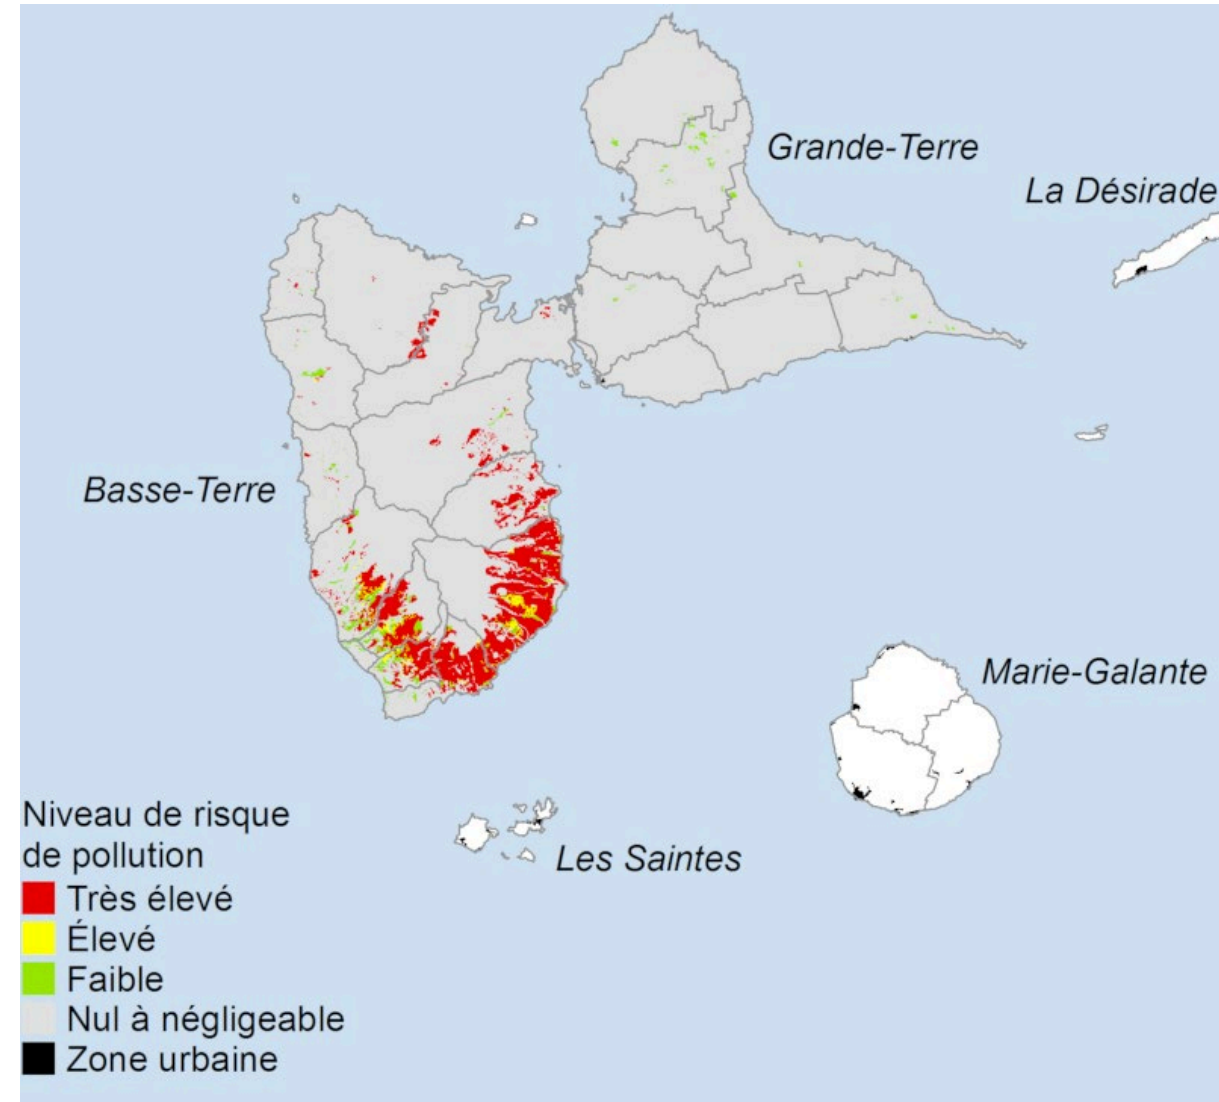 Grande-Terre
La Désirade
Basse-Terre
Marie-Galante
Les Saintes
Niveau de risque
de pollution
Très élevé
Élevé
Faible
Nul à négligeable
Zone urbaine